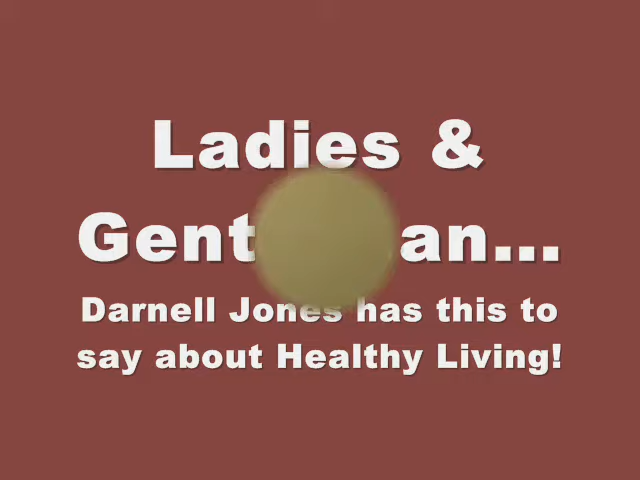 Ladies &
Gent an...
Darnell Jones has this to
say about Healthy Living!